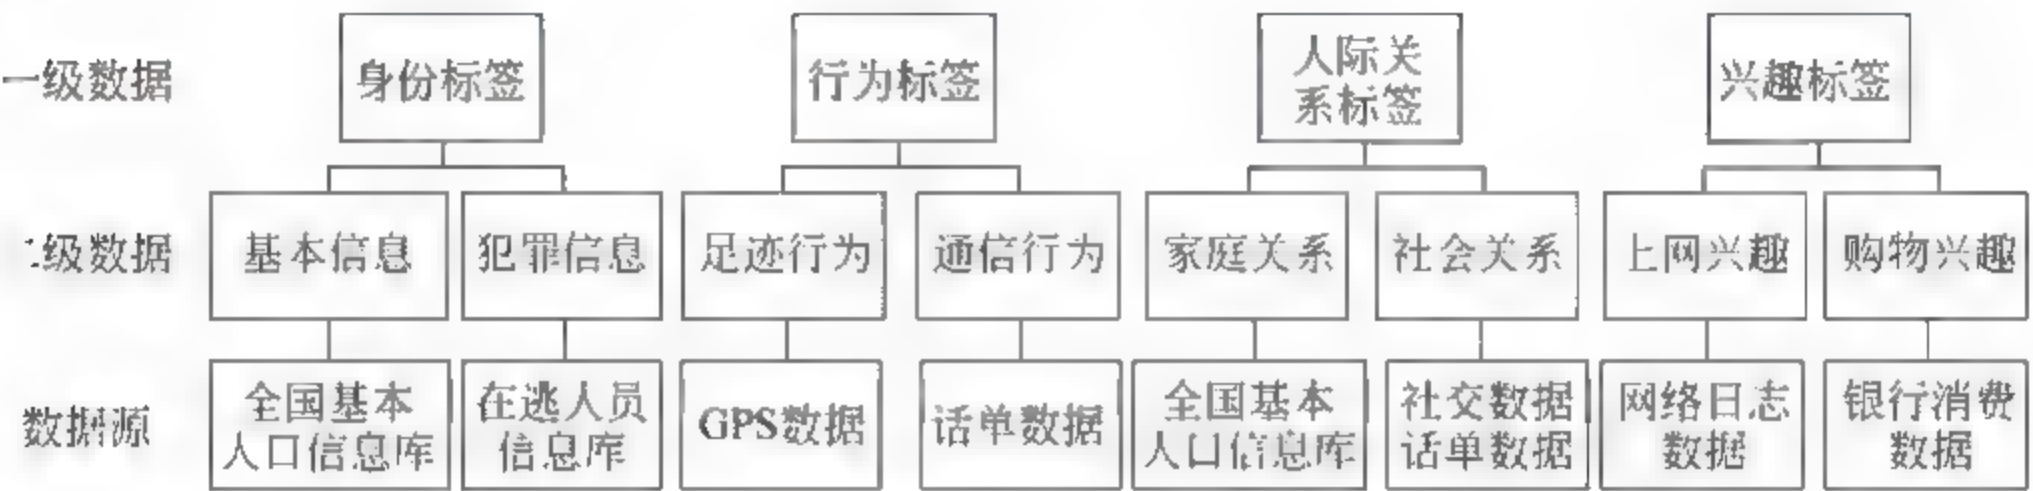 一级数据
身份标签
行为标签
人际关
系标签
兴趣标签
二级数据
基本信息
犯罪信息
足迹行为
通信行为
家庭关系
社会关系
上网兴趣
购物兴趣
数据源
全国基本
人口信息库
在逃人员
信息库
GPS数据
话单数据
全国基本
人口信息库
社交数据
话单数据
网络日志
数据
银行消费
数据